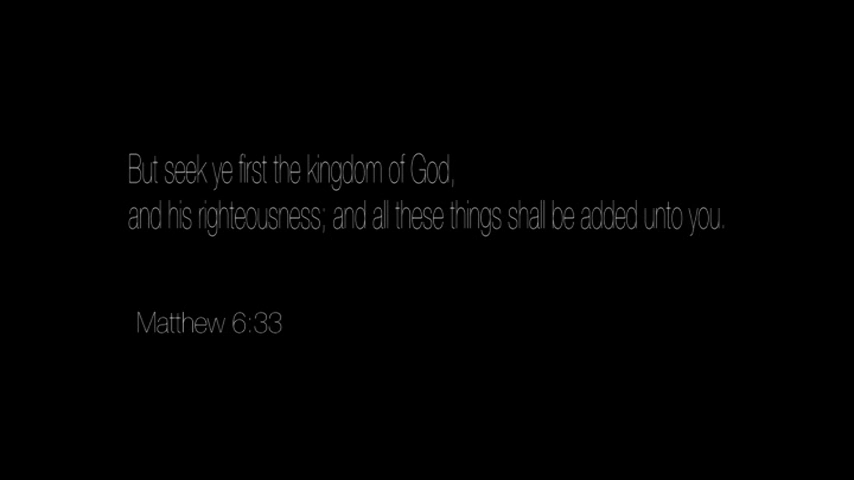 But seek ye first the kingdom of God,
and his righteousness; and all these things shall be added unto you.
Matthew 6:33